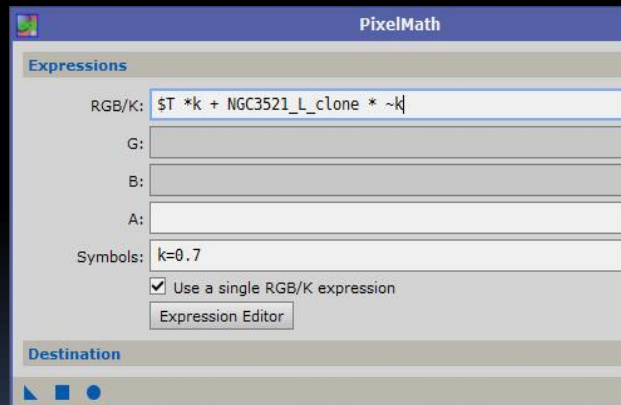 PixelMath
Expressions
RGB/K: $T *k + NGC3521_L_clone * ~k
G:
B:
A:
Symbols: k=0.7
Use a single RGB/K expression
Expression Editor
Destination